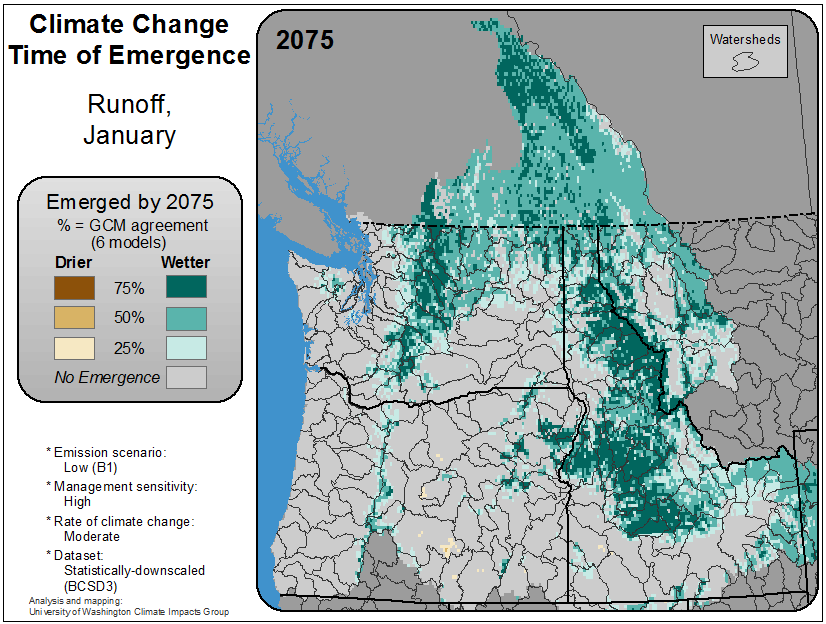 Climate Change
Time of Emergence
Runoff,
January
Emerged by 2075
% = GCM agreement
(6 models)
Drier Wetter
75%
50%
25%
No Emergence
* Emission scenario:
Low (B1)
* Management sensitivity:
High
* Rate of climate change:
Moderate
* Dataset:
Statistically-downscaled
(BCSD3)
Analysis and mapping:
University of Washington Climate Impacts Group
2075
Watersheds